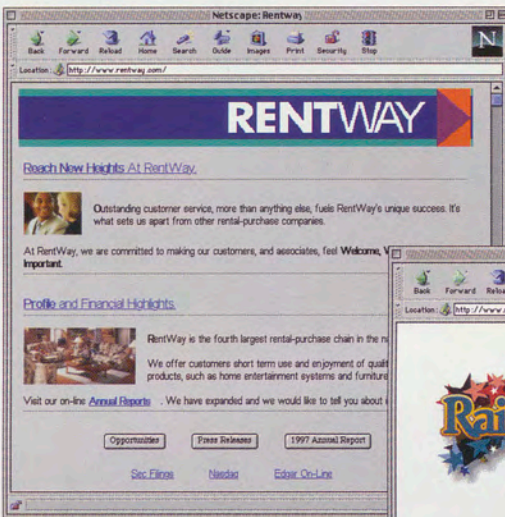 Netscape: Rentway
Back Forward Reload Home Search Guide Images Print Security Stop
N
Location: http://www.rentway.com/
RENTWAY
Reach New Heights At RentWay.
Outstanding customer service, more than anything else, fuels RentWay's unique success. It's
what sets us apart from other rental-purchase companies.
At RentWay, we are committed to making our customers, and associates, feel Welcome,
Important.
Profile and Financial Highlights.
RentWay is the fourth largest rental-purchase chain in the
We offer customers short term use and enjoyment of
products, such as home entertainment systems and furniture
Visit our on-line Annual Reports . We have expanded and we would like to tell you about
Opportunities Press Releases 1997 Annual Report
Sec Filings Nasdaq Edgar On-Line
Back Forward
Location: http://www.